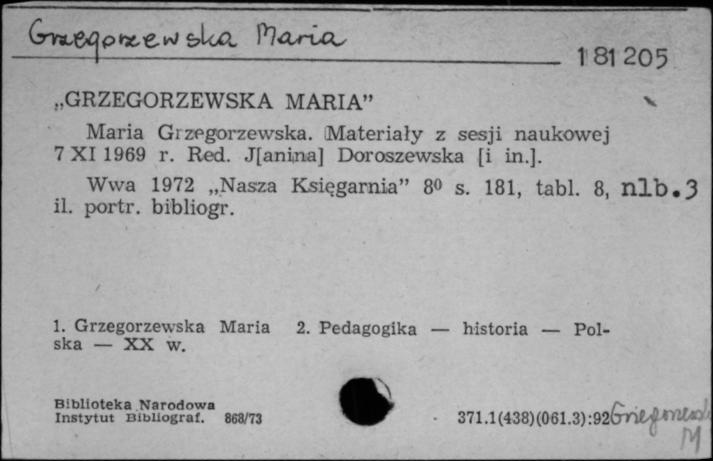 Grzegorzewska Maria
181205
„GRZEGORZEWSKA MARIA”
Maria Grzegorzewska. Materiały z sesji naukowej
7 XI 1969 r. Red. J[anina] Doroszewska [i in.].
Wwa 1972 „Nasza Księgarnia” 8⁰ s. 181, tabl. 8, nlb.3
il. portr. bibliogr.
1. Grzegorzewska Maria 2. Pedagogika — historia — Pol-
ska — XX w.
Biblioteka Narodowa
Instytut Bibliograf. 868/73
371.1(438)(061.3):92
M